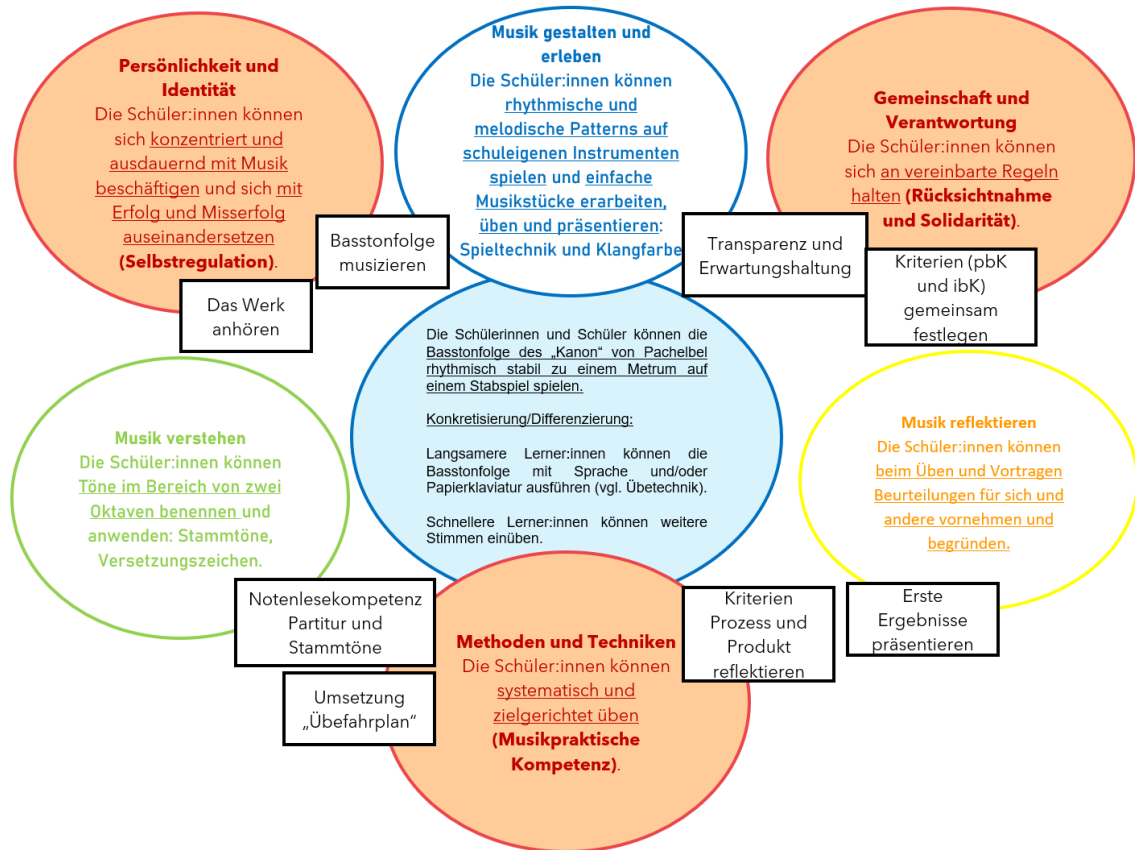 Persönlichkeit und
Identität
Die Schüler:innen können
sich konzentriert und
ausdauernd mit Musik
beschäftigen und sich mit
Erfolg und Misserfolg
auseinandersetzen
(Selbstregulation).
Musik gestalten und
erleben
Die Schüler:innen können
rhythmische und
melodische Patterns auf
schuleigenen Instrumenten
spielen und einfache
Musikstücke erarbeiten,
üben und präsentieren:
Spieltechnik und Klangfarbe
Gemeinschaft und
Verantwortung
Die Schüler:innen können
sich an vereinbarte Regeln
halten (Rücksichtnahme
und Solidarität).
Basstonfolge
musizieren
Das Werk
anhören
Transparenz und
Erwartungshaltung
Kriterien (pbK
und ibK)
gemeinsam
festlegen
Die Schülerinnen und Schüler können die
Basstonfolge des „Kanon“ von Pachelbel
rhythmisch stabil zu einem Metrum auf
einem Stabspiel spielen.
Konkretisierung/Differenzierung:
Langsamere Lerner:innen können die
Basstonfolge mit Sprache und/oder
Papierklaviatur ausführen (vgl. Übetechnik).
Schnellere Lerner:innen können weitere
Stimmen einüben.
Musik verstehen
Die Schüler:innen können
Töne im Bereich von zwei
Oktaven benennen und
anwenden: Stammtöne,
Versetzungszeichen.
Musik reflektieren
Die Schüler:innen können
beim Üben und Vortragen
Beurteilungen für sich und
andere vornehmen und
begründen.
Notenlesekompetenz
Partitur und
Stammtöne
Umsetzung
„Übefahrplan“
Methoden und Techniken
Die Schüler:innen können
systematisch und
zielgerichtet üben
(Musikpraktische
Kompetenz).
Kriterien
Prozess und
Produkt
reflektieren
Erste
Ergebnisse
präsentieren